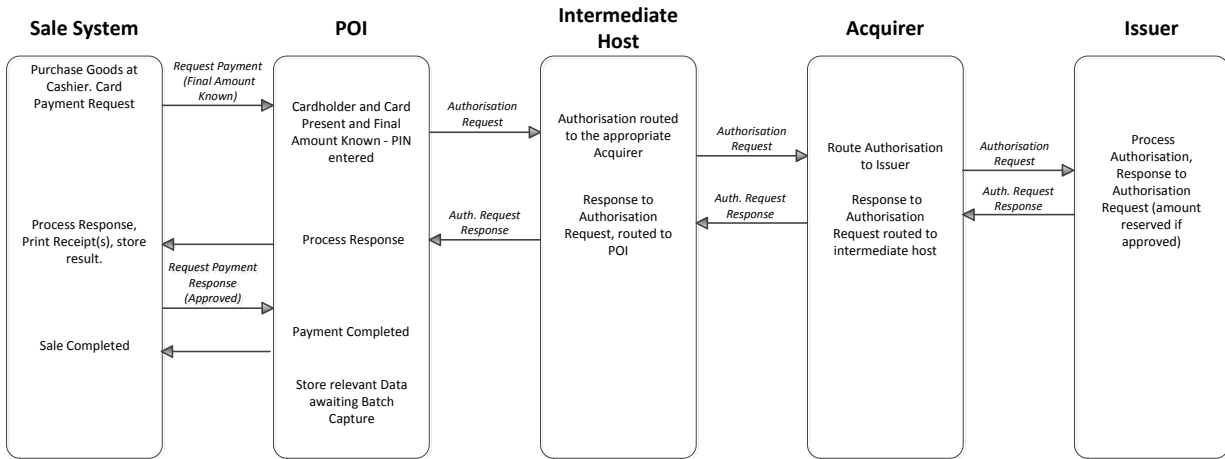 Sale System
POI
Intermediate
Host
Acquirer
Issuer
Purchase Goods at
Cashier. Card
Payment Request
Request Payment
(Final Amount
Known)
Cardholder and Card
Present and Final
Amount Known - PIN
entered
Authorisation
Request
Authorisation routed
to the appropriate
Acquirer
Authorisation
Request
Route Authorisation
to Issuer
Authorisation
Request
Process
Authorisation,
Response to
Authorisation
Request (amount
reserved if
approved)
Auth. Request
Response
Response to
Authorisation
Request routed to
intermediate host
Auth. Request
Response
Response to
Authorisation
Request, routed to
POI
Auth. Request
Response
Process Response
Process Response,
Print Receipt(s), store
result.
Request Payment
Response
(Approved)
Payment Completed
Sale Completed
Store relevant Data
awaiting Batch
Capture